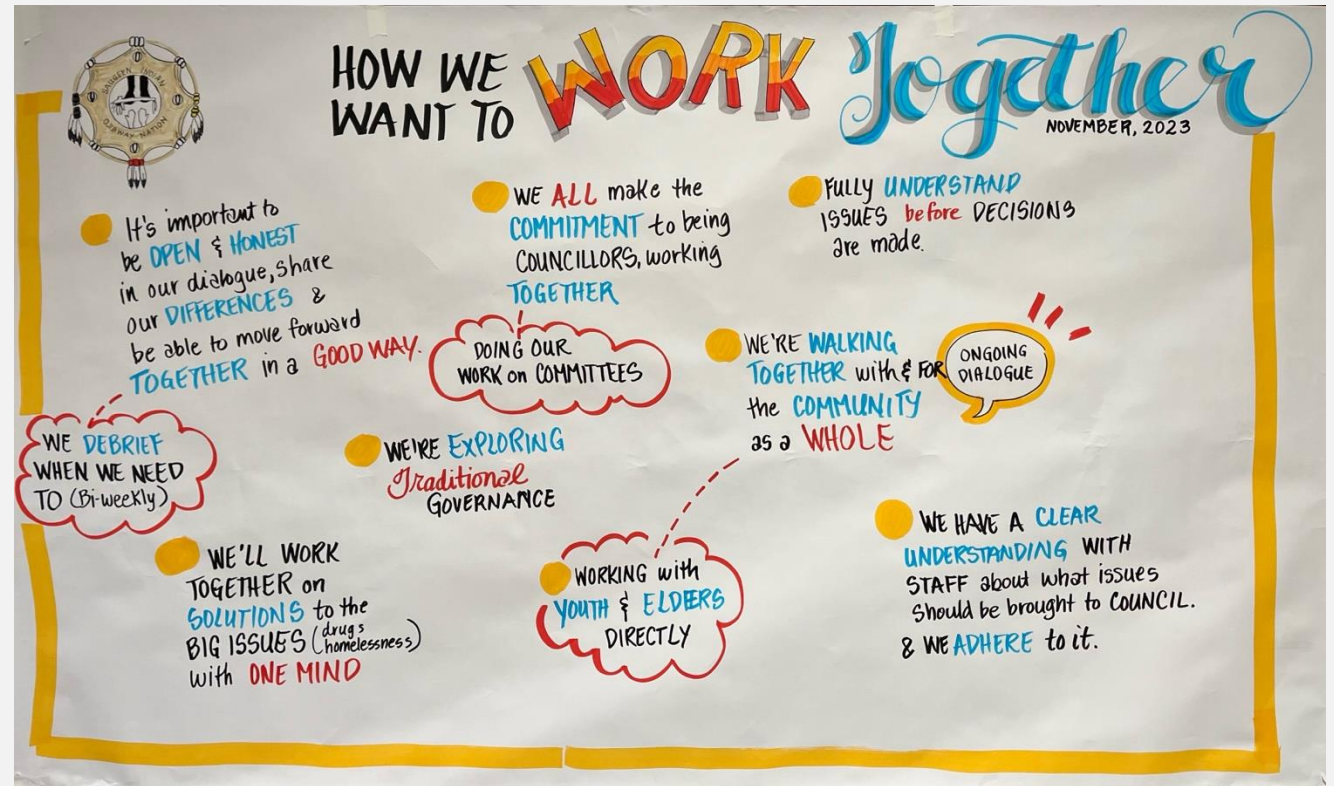 SAUGEEN INDIAN
OJIBWAY-NATION
HOW WE
WANT TO
WORK Together
NOVEMBER, 2023
It's important to
be OPEN & HONEST
in our dialogue, share
our DIFFERENCES &
be able to move forward
TOGETHER in a GOOD WAY.
WE DEBRIEF
WHEN WE NEED
TO (Bi-weekly)
WE ALL make the
COMMITMENT to being
COUNCILLORS, working
TOGETHER
DOING OUR
WORK on COMMITTEES
FULLY UNDERSTAND
ISSUES before DECISIONS
are made.
WE'RE WALKING
TOGETHER with & FOR
the COMMUNITY
as a WHOLE
ONGOING
DIALOGUE
WE'RE EXPLORING
Traditional
GOVERNANCE
WE'LL WORK
TOGETHER on
SOLUTIONS to the
BIG ISSUES (drugs
homelessness)
with ONE MIND
WORKING with
YOUTH & ELDERS
DIRECTLY
WE HAVE A CLEAR
UNDERSTANDING WITH
STAFF about what issues
should be brought to COUNCIL.
& WE ADHERE to it.